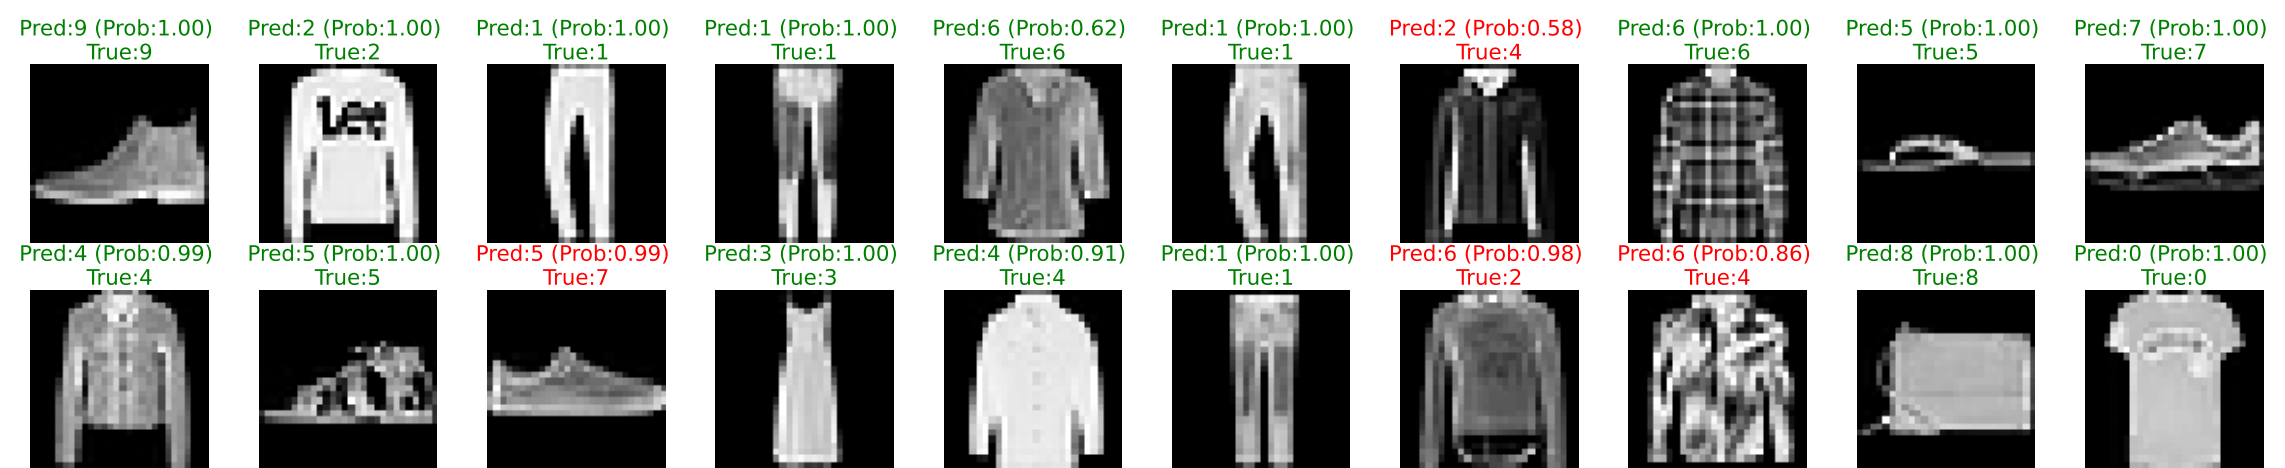 Pred:9 (Prob:1.00) Pred:2 (Prob:1.00) Pred:1 (Prob:1.00) Pred:1 (Prob:1.00) Pred:6 (Prob:0.62) Pred:1 (Prob:1.00) Pred:2 (Prob:0.58) Pred:6 (Prob:1.00) Pred:5 (Prob:1.00) Pred:7 (Prob:1.00)
True:9 True:2 True:1 True:1 True:6 True:1 True:4 True:6 True:5 True:7
Lee
Pred:4 (Prob:0.99) Pred:5 (Prob:1.00) Pred:5 (Prob:0.99) Pred:3 (Prob:1.00) Pred:4 (Prob:0.91) Pred:1 (Prob:1.00) Pred:6 (Prob:0.98) Pred:6 (Prob:0.86) Pred:8 (Prob:1.00) Pred:0 (Prob:1.00)
True:4 True:5 True:7 True:3 True:4 True:1 True:2 True:4 True:8 True:0